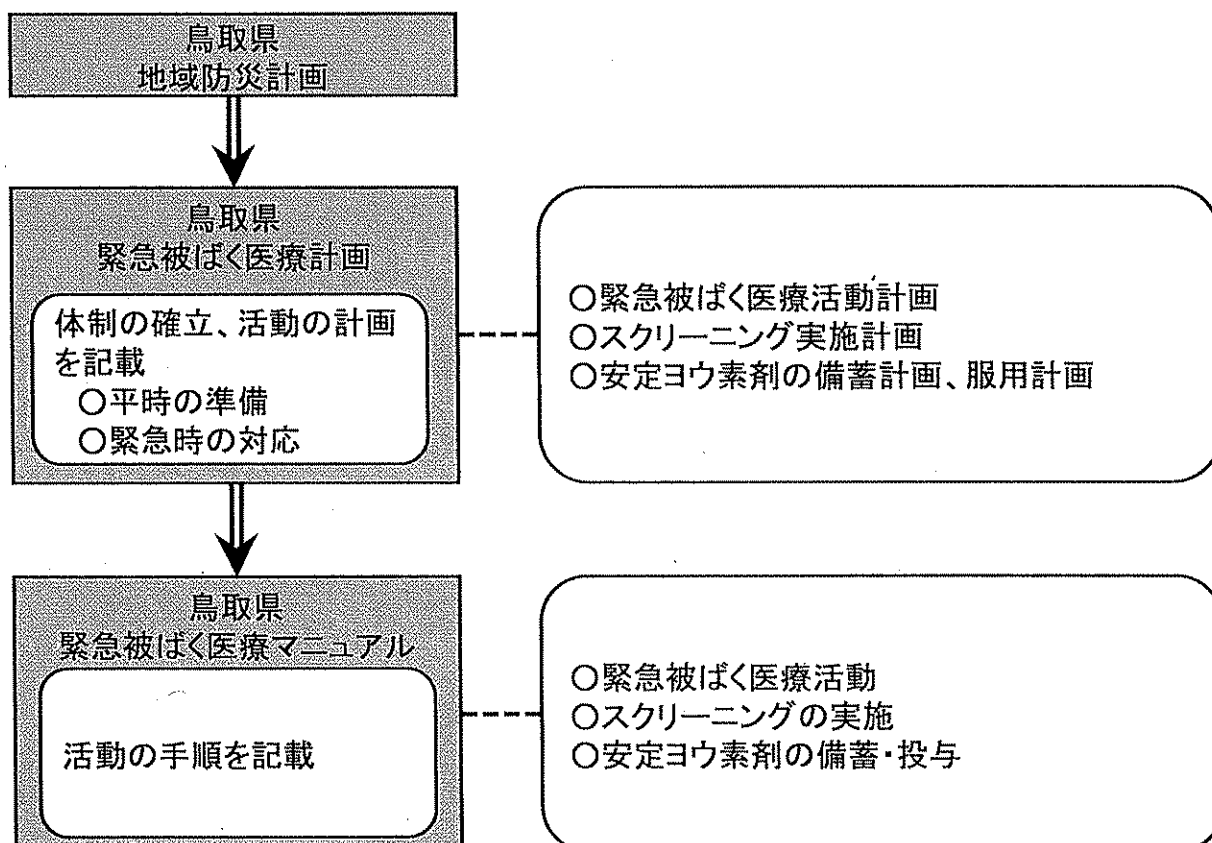 鳥取県
地域防災計画
鳥取県
緊急被ばく医療計画
体制の確立、活動の計画
を記載
○平時の準備
○緊急時の対応
○緊急被ばく医療活動計画
○スクリーニング実施計画
○安定ヨウ素剤の備蓄計画、服用計画
鳥取県
緊急被ばく医療マニュアル
活動の手順を記載
○緊急被ばく医療活動
○スクリーニングの実施
○安定ヨウ素剤の備蓄・投与